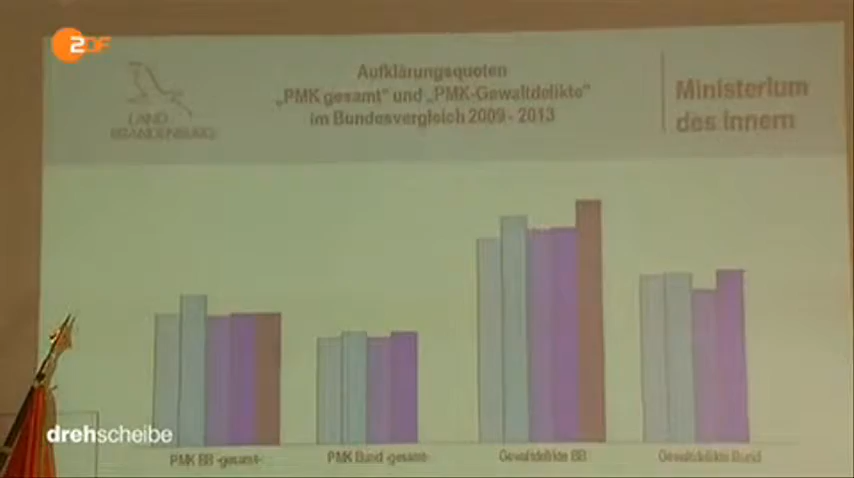 2DF
Aufklärungsquoten
„PMK gesamt“ und „PMK-Gewaltdelikte“
im Bundesvergleich 2009 - 2013
LAND
BRANDENBURG
Ministerium
des Innern
PMK BB -gesamt-
PMK Bund -gesamt-
Gewaltdelikte BB
Gewaltdelikte Bund
drehscheibe